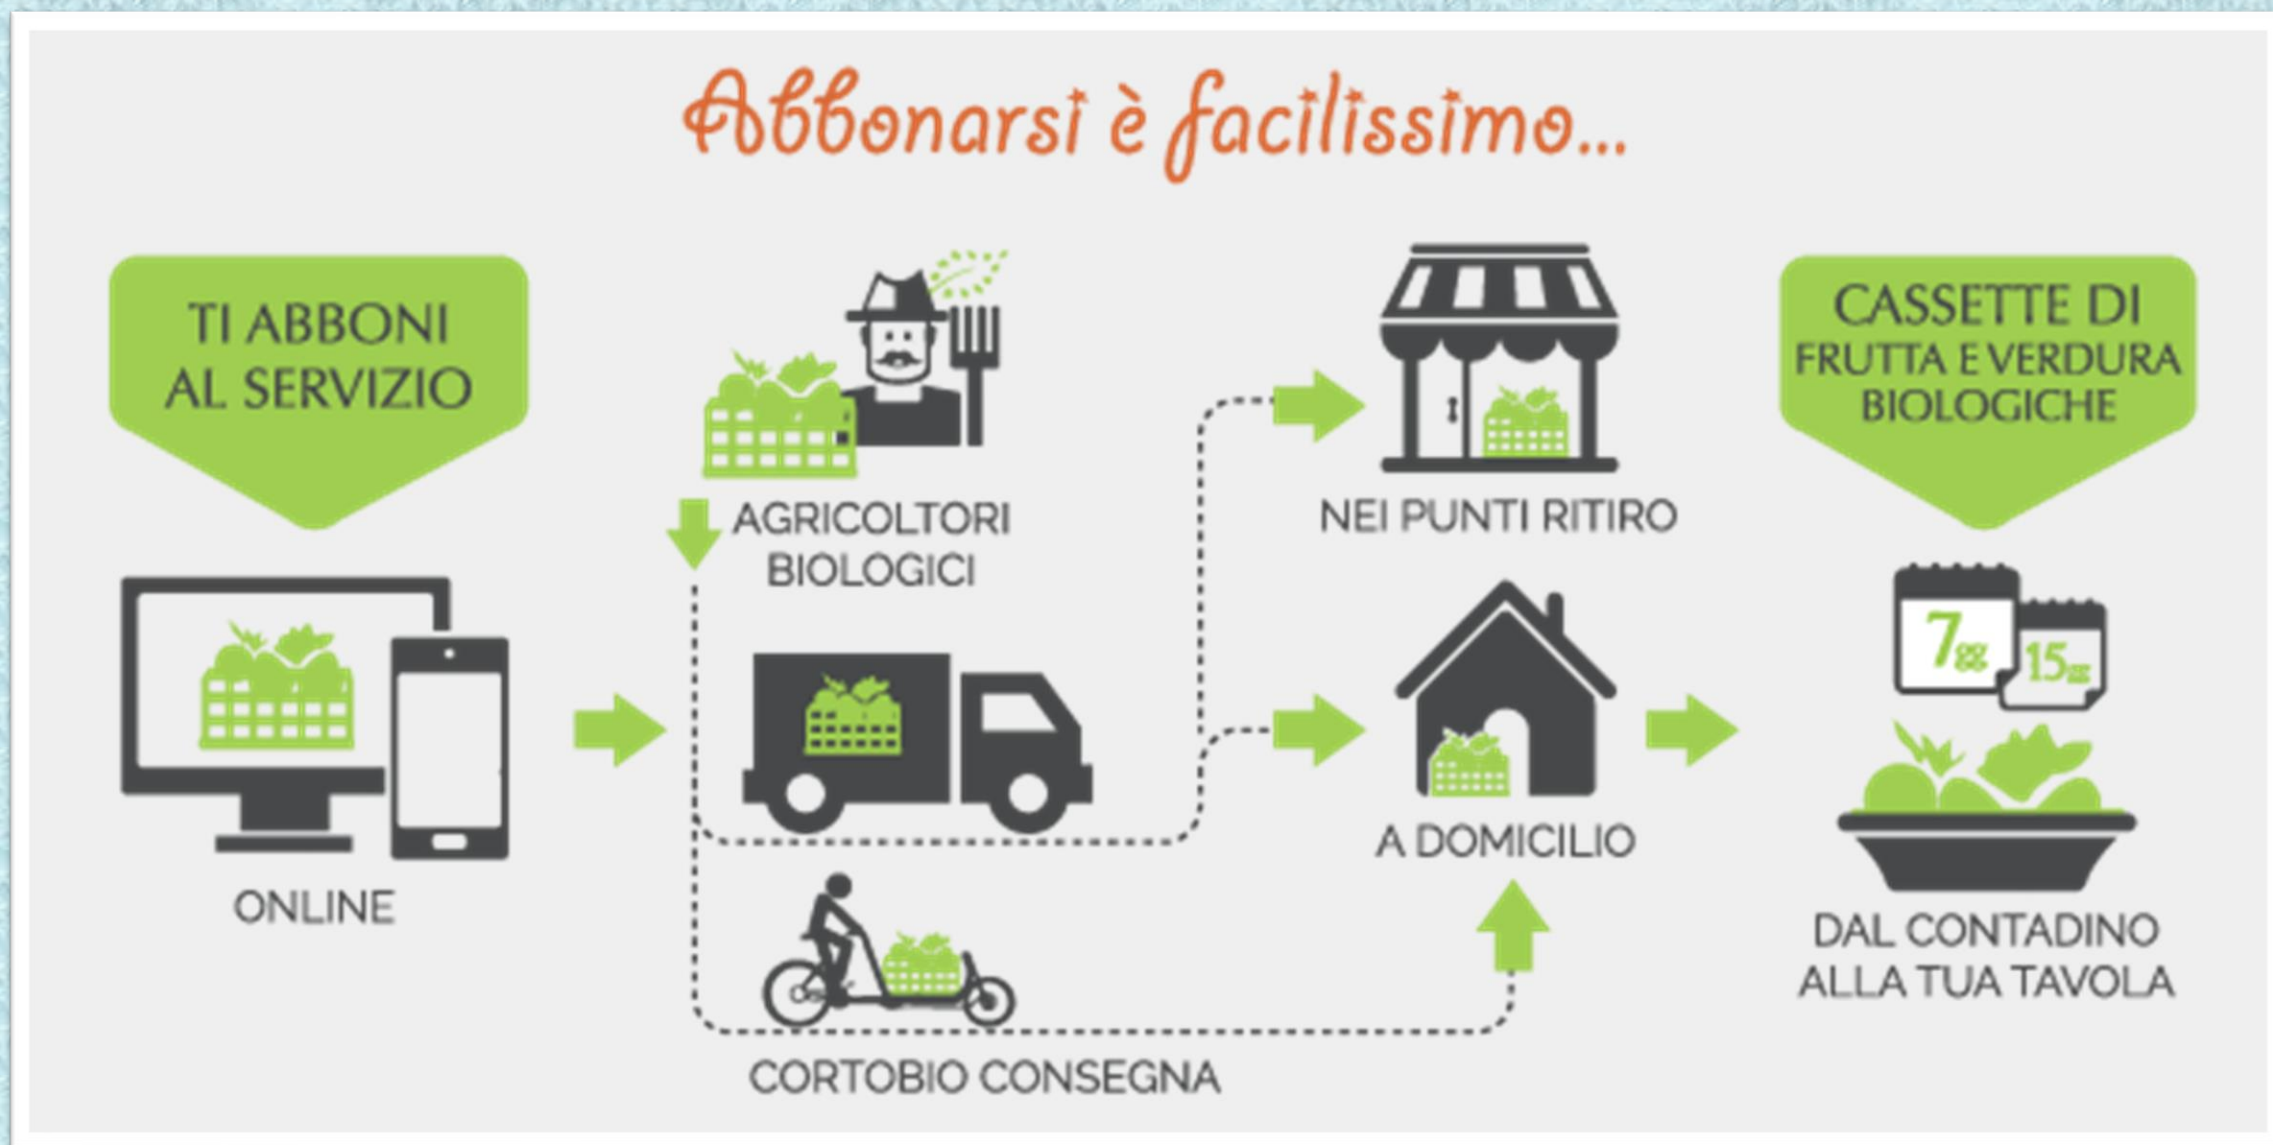 Abbonarsi è facilissimo...
TI ABBONI
AL SERVIZIO
ONLINE
AGRICOLTORI
BIOLOGICI
CORTOBIO CONSEGNA
NEI PUNTI RITIRO
A DOMICILIO
CASSETTE DI
FRUTTA E VERDURA
BIOLOGICHE
7gg
15gg
DAL CONTADINO
ALLA TUA TAVOLA